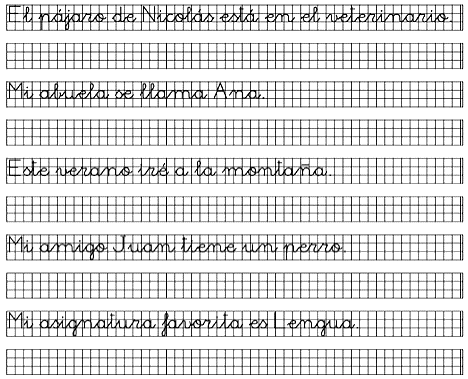 El pájaro de Nicolás está en el veterinario.
Mi abuela se llama Ana.
Este verano iré a la montaña.
Mi amigo Juan tiene un perro.
Mi asignatura favorita es Lengua.